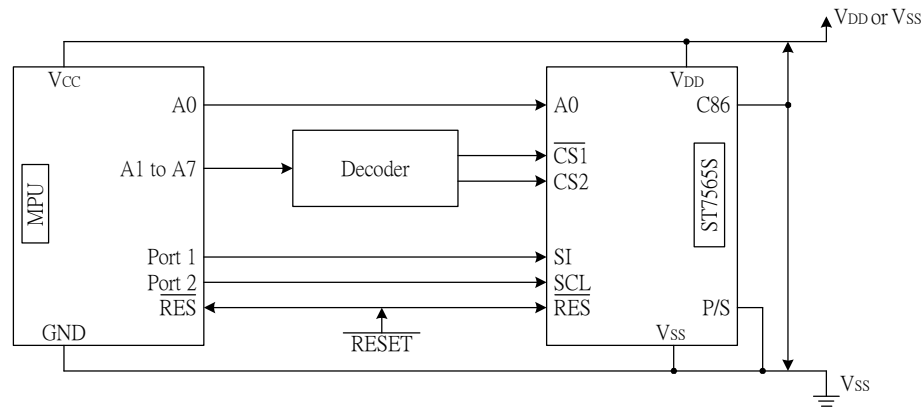 VDD or VSS
VCC
VDD
A0
A0
C86
A1 to A7
Decoder
CS1
CS2
MPU
ST7565S
Port 1
SI
Port 2
SCL
RES
RES
P/S
GND
RESET
VSS
VSS